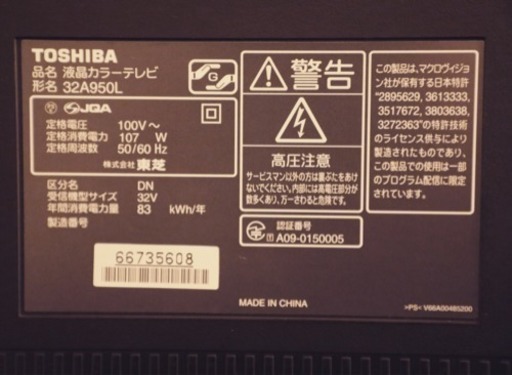 TOSHIBA
品名 液晶カラーテレビ
形名 32A950L
G
JQA
定格電圧 100V～
定格消費電力 107 W
定格周波数 50/60 Hz
株式会社 東芝
区分名 DN
受信機型サイズ 32V
年間消費電力量 83 kWh/年
製造番号
66735608
警告
高圧注意
サービスマン以外の方は裏ぶたをあけ
ないでください。内部には高電圧部分が
数多くあり、万一さわると危険です。
認証番号
A09-0150005
この製品は、マクロヴィジョ
ン社が保有する日本特許
"2895629, 3613333,
3517672, 3803638,
3272363"の特許技術
のライセンス供与により
製造されたものであり、こ
の製品での使用は一部
のプログラム配信に限定
されています。
MADE IN CHINA
>PS< V66A00485200